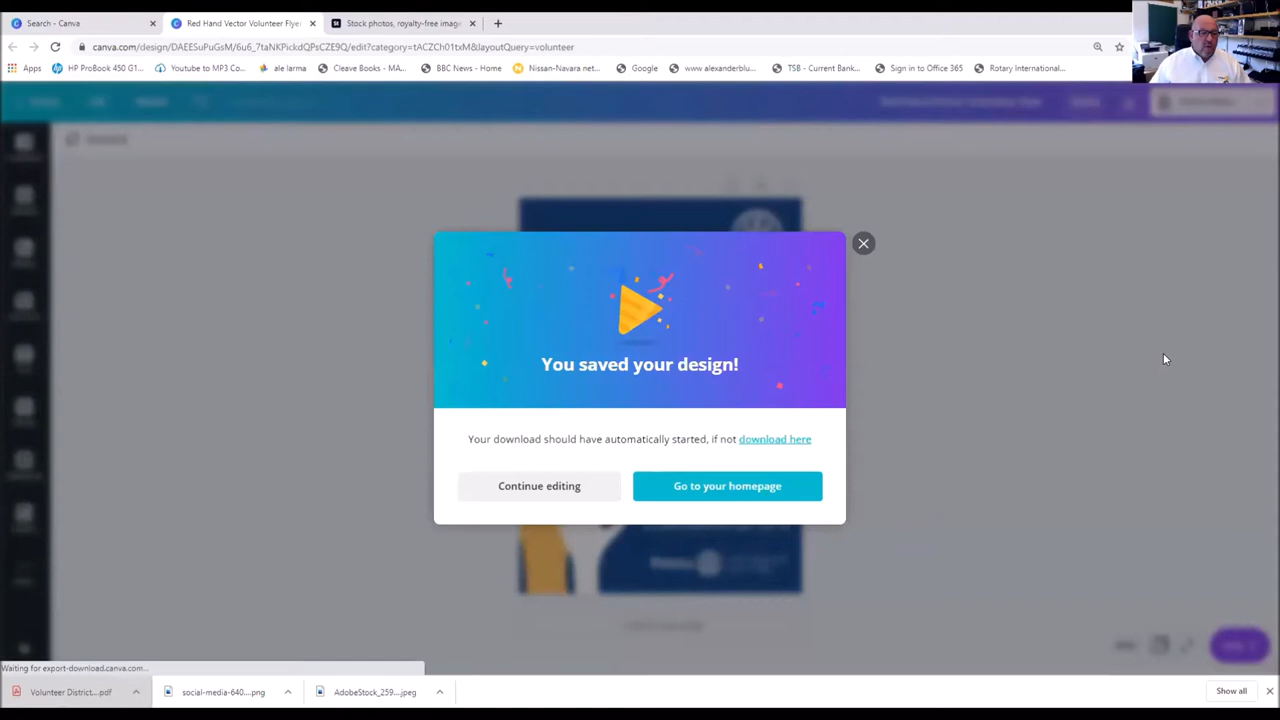 Search - Canva
Red Hand Vector Volunteer Flye
Stock photos, royalty-free image
canva.com/design/DAEESuPuGsM/6u6_7taNKPickdQPsCZE9Q/edit?category=tACZCh01txM&layoutQuery=volunteer
Apps HP ProBook 450 G1... Youtube to MP3 Co... ale larma Cleave Books - MA... BBC News - Home Nissan-Navara net... Google www.alexanderblu... TSB - Current Bank... Sign in to Office 365 Rotary International...
You saved your design!
Your download should have automatically started, if not download here
Continue editing
Go to your homepage
Waiting for export-download.canva.com...
Volunteer District....pdf
social-media-640....png
AdobeStock_259....jpeg
Show all